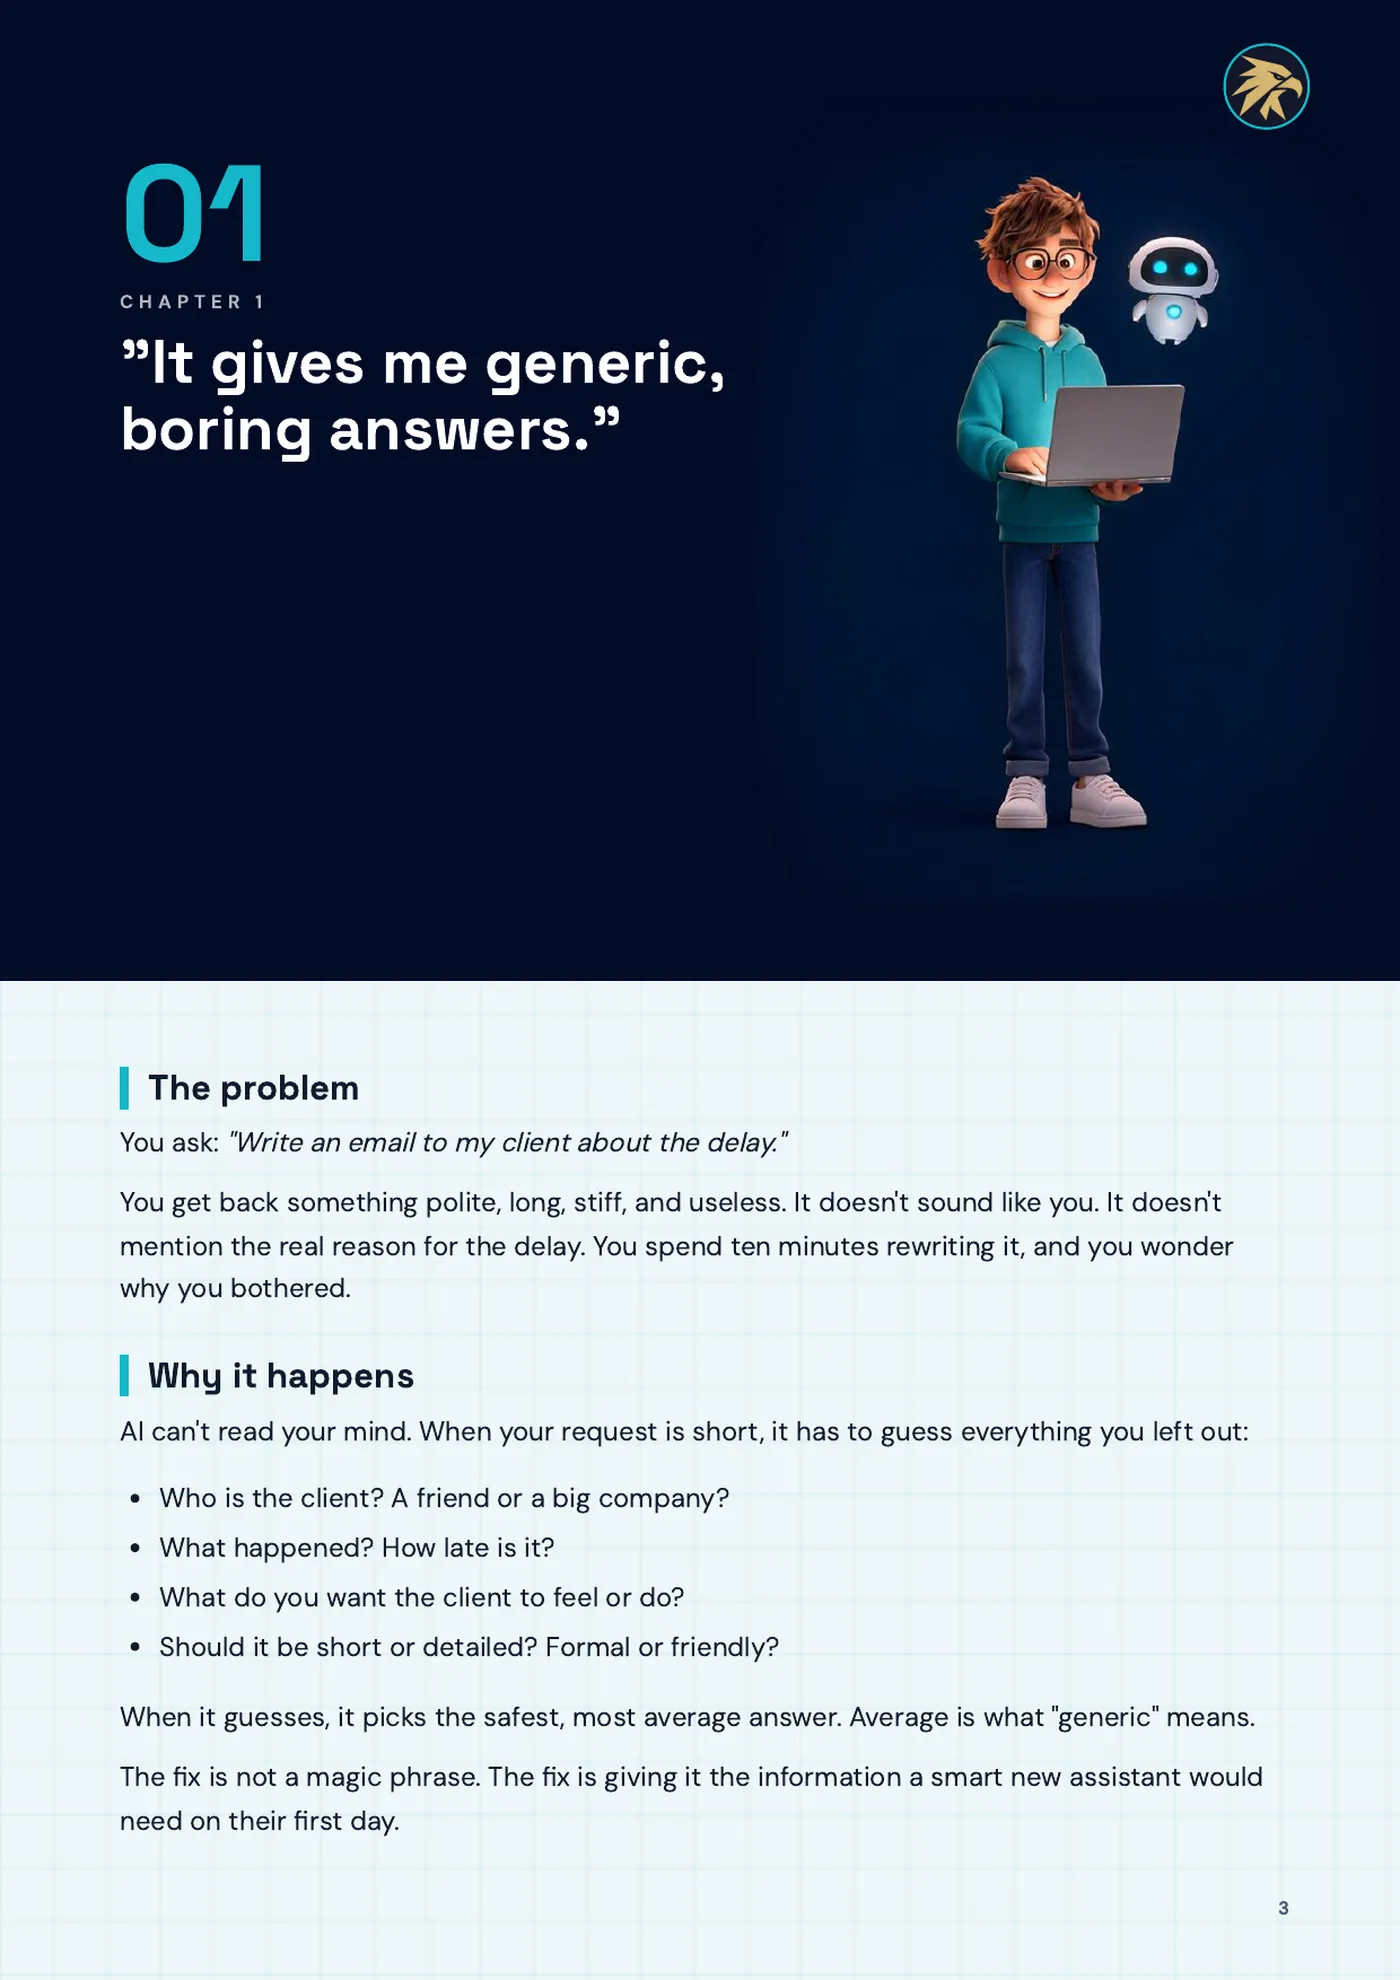 01
CHAPTER 1
”It gives me generic,
boring answers.”
The problem
You ask: "Write an email to my client about the delay."
You get back something polite, long, stiff, and useless. It doesn't sound like you. It doesn't
mention the real reason for the delay. You spend ten minutes rewriting it, and you wonder
why you bothered.
Why it happens
AI can't read your mind. When your request is short, it has to guess everything you left out:
• Who is the client? A friend or a big company?
• What happened? How late is it?
• What do you want the client to feel or do?
• Should it be short or detailed? Formal or friendly?
When it guesses, it picks the safest, most average answer. Average is what "generic" means.
The fix is not a magic phrase. The fix is giving it the information a smart new assistant would
need on their first day.
3